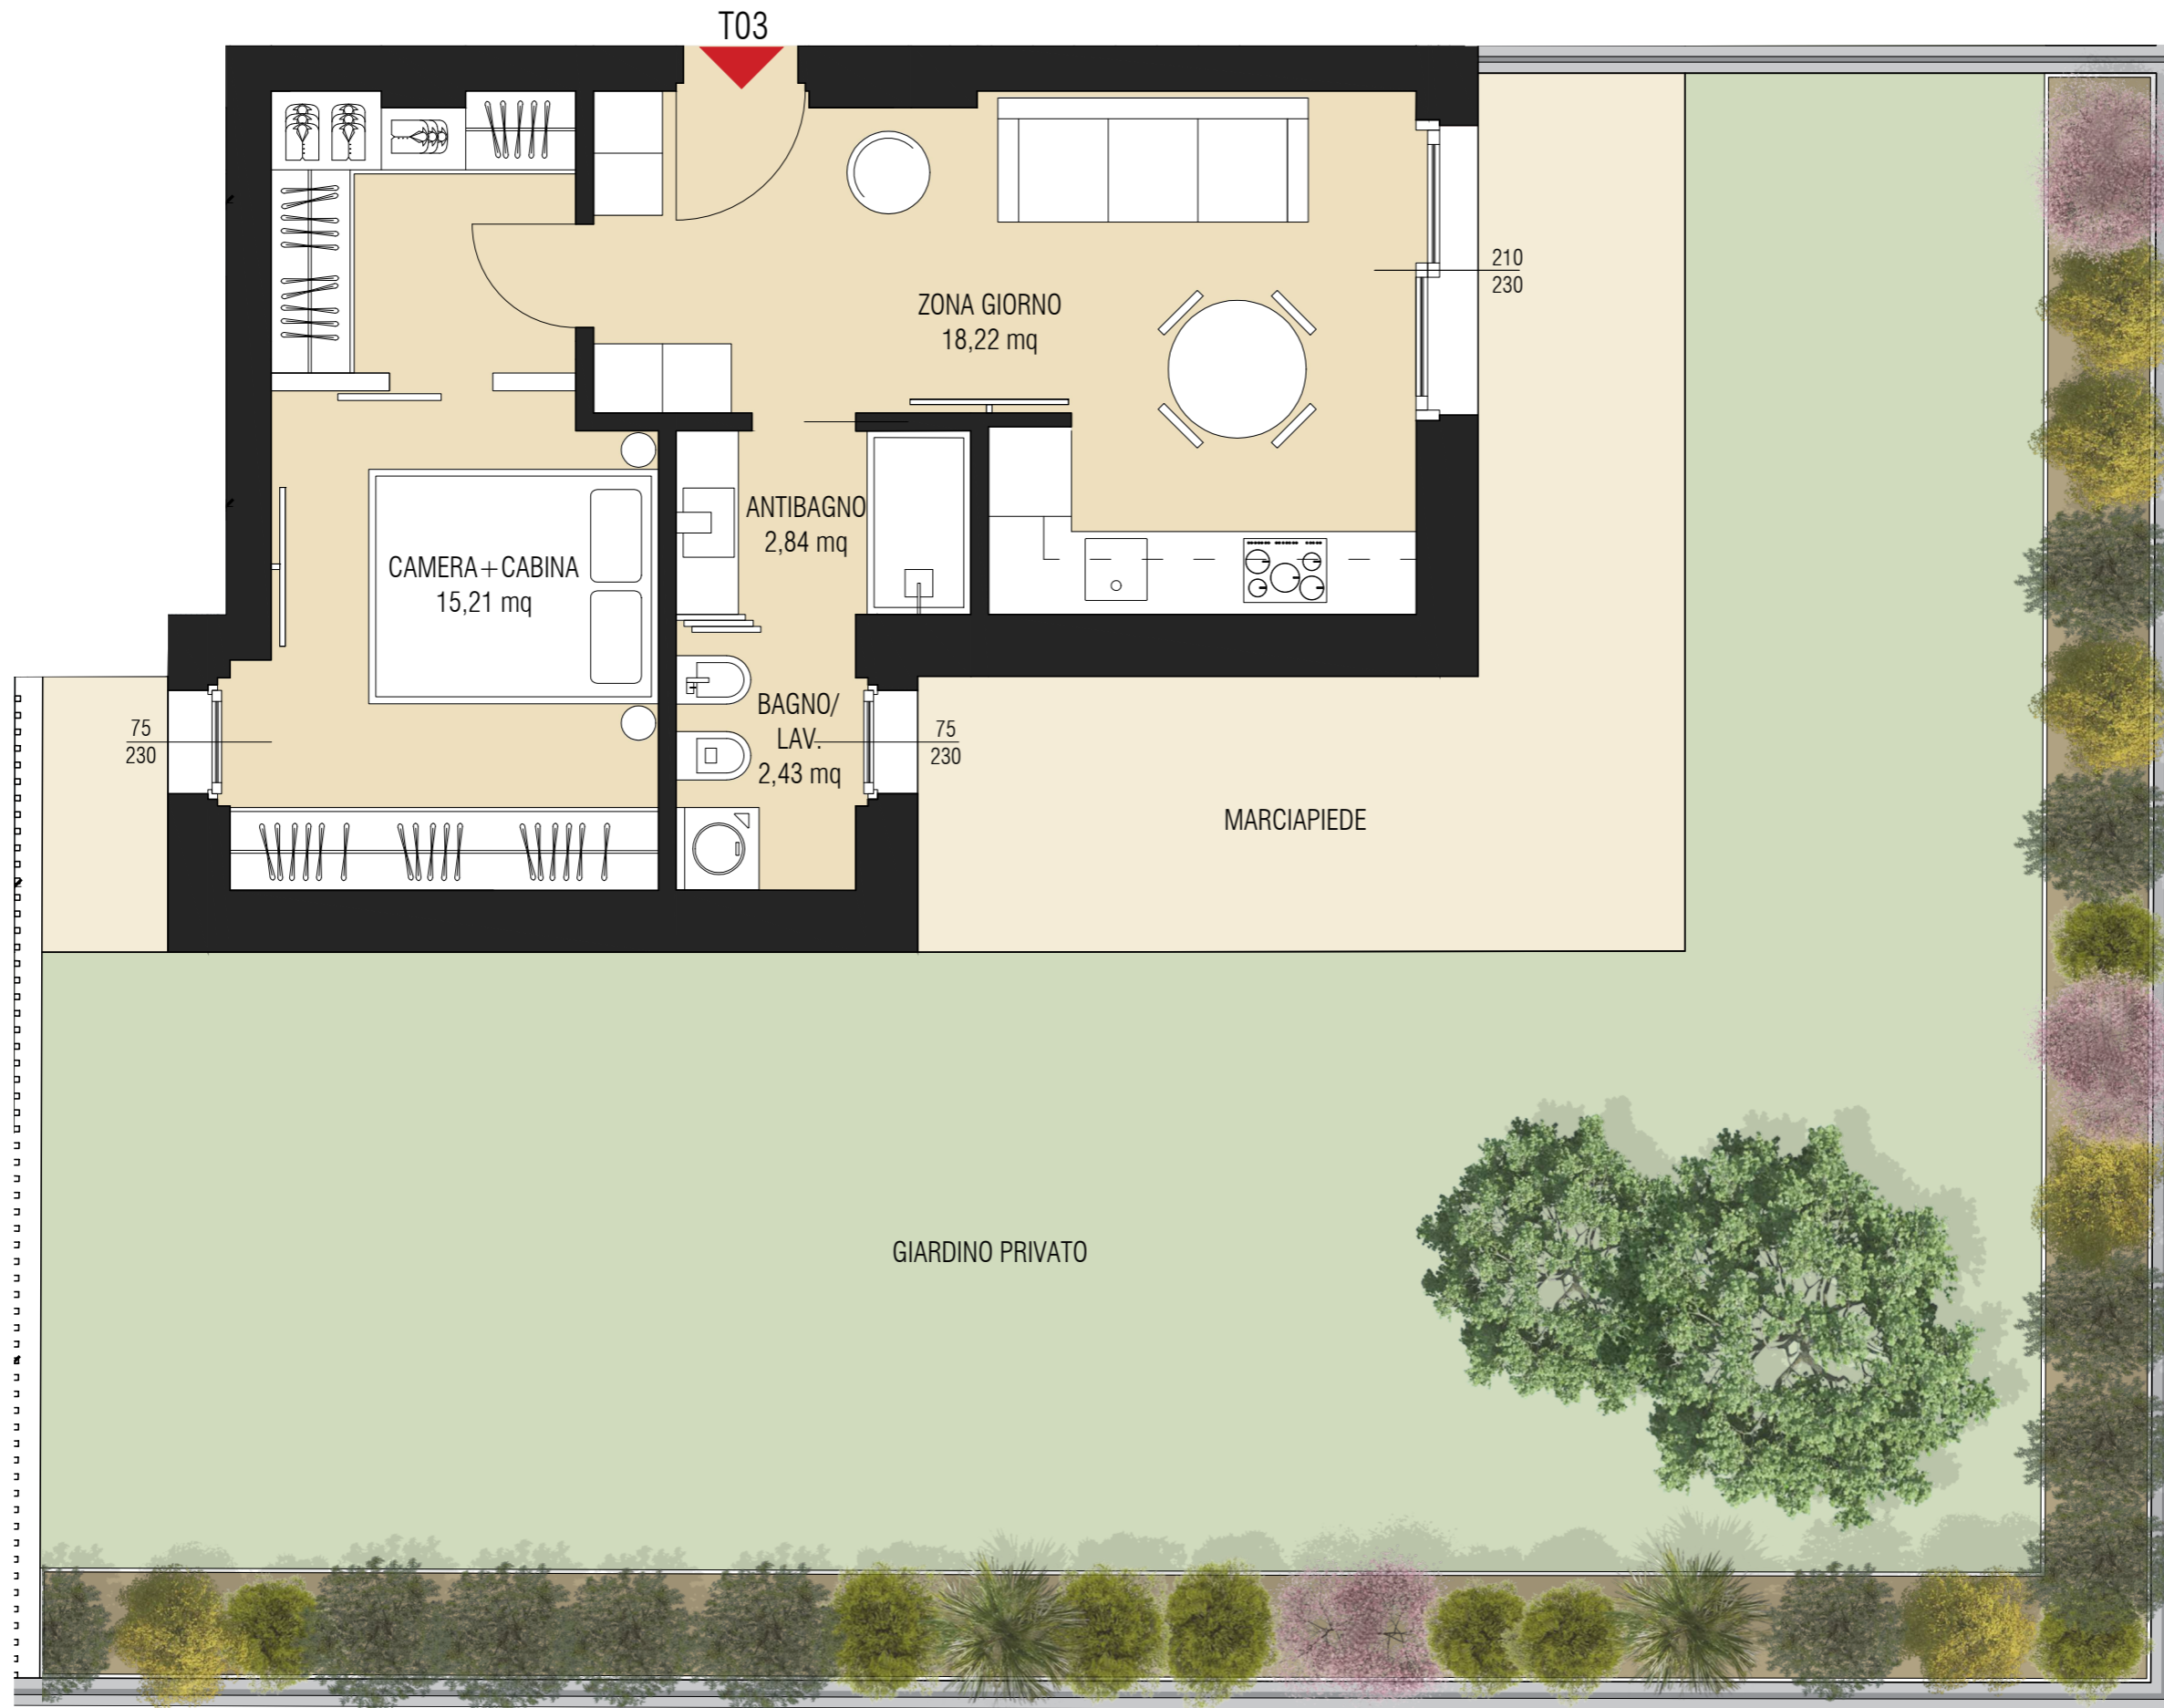 T03
210
230
ZONA GIORNO
18,22 mq
ANTIBAGNO
2,84 mq
CAMERA+CABINA
15,21 mq
BAGNO/
LAV.
2,43 mq
75
230
75
230
MARCIAPIEDE
GIARDINO PRIVATO